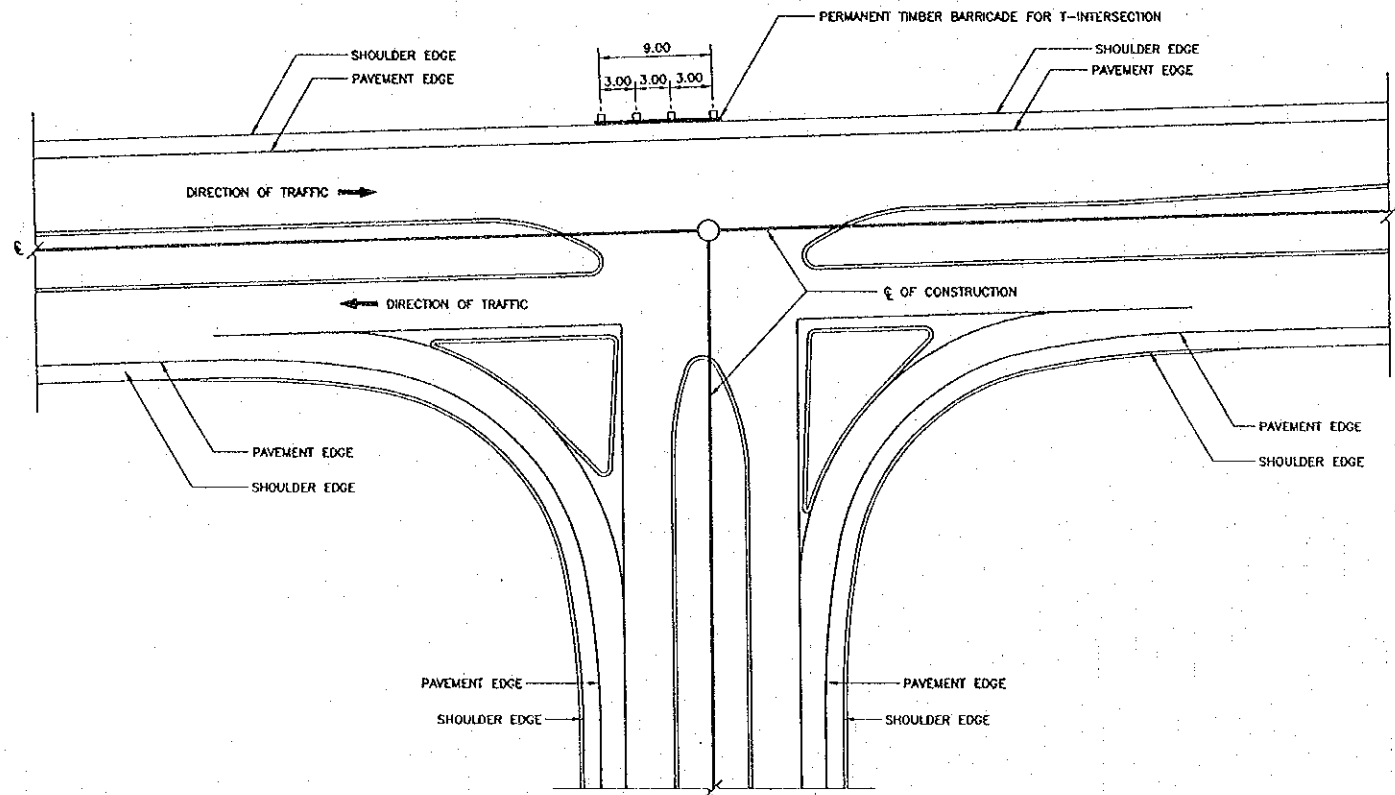 PERMANENT TIMBER BARRICADE FOR T-INTERSECTION
9.00
SHOULDER EDGE
SHOULDER EDGE
PAVEMENT EDGE
PAVEMENT EDGE
3.00 3.00 3.00
DIRECTION OF TRAFFIC
℄
℄ OF CONSTRUCTION
DIRECTION OF TRAFFIC
PAVEMENT EDGE
PAVEMENT EDGE
SHOULDER EDGE
SHOULDER EDGE
PAVEMENT EDGE
PAVEMENT EDGE
SHOULDER EDGE
SHOULDER EDGE